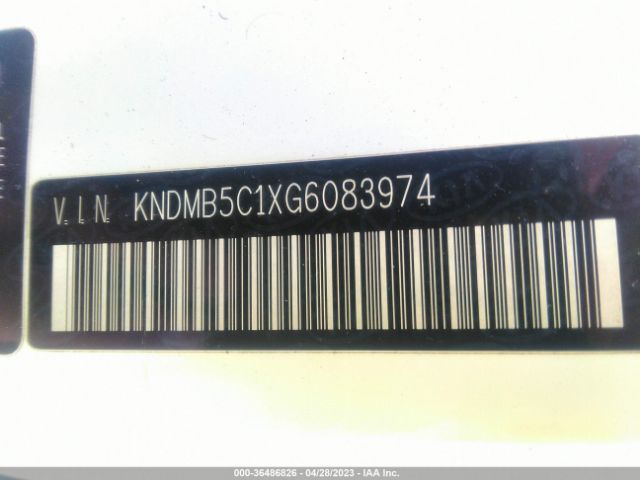 V.I.N. KNDMB5C1XG6083974
000-36486826 - 04/28/2023 - IAA Inc.